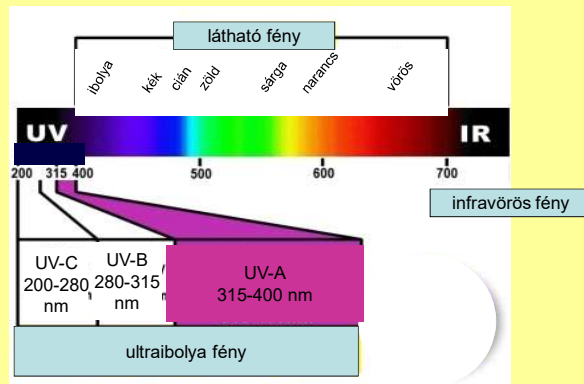 látható fény
ibolya
kék
cián
zöld
sárga
narancs
vörös
UV
IR
200 315 400 500 600 700
infravörös fény
UV-C
200-280
nm
UV-B
280-315
nm
UV-A
315-400 nm
ultraibolya fény